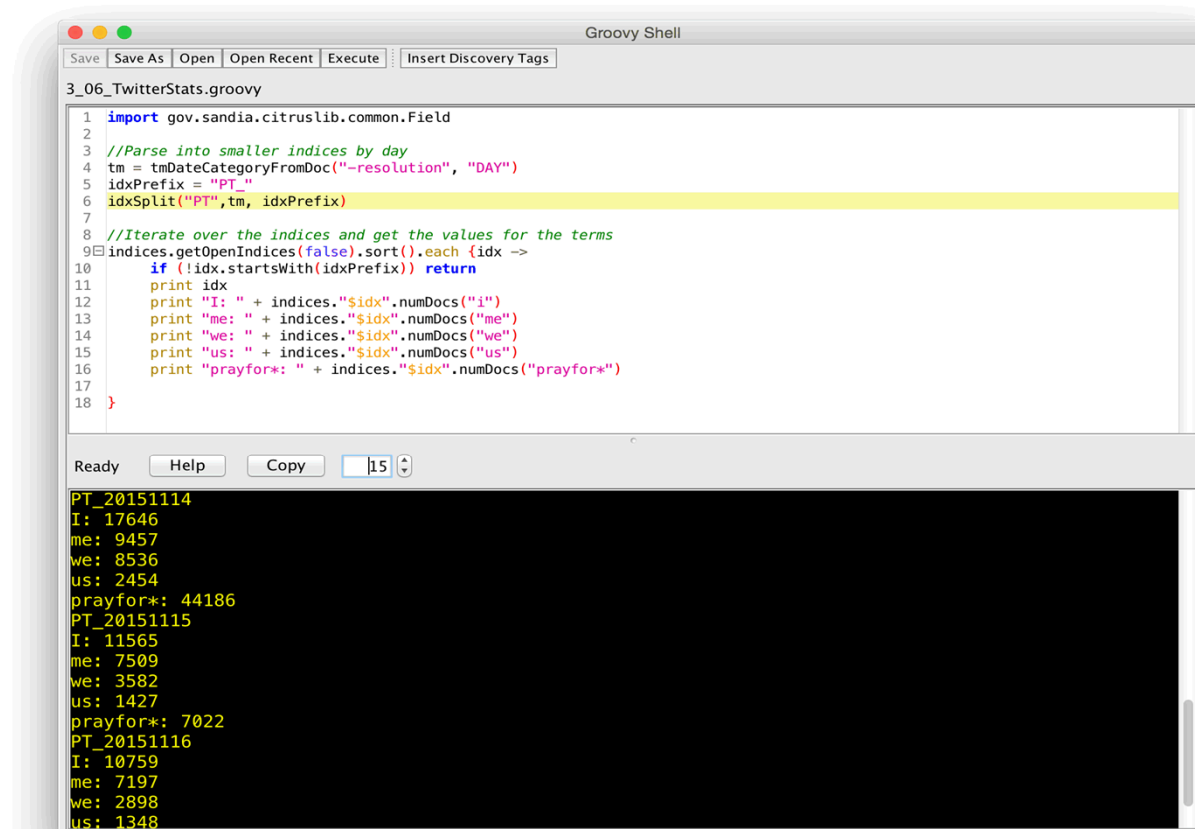 Groovy Shell
Save Save As Open Open Recent Execute Insert Discovery Tags
3_06_TwitterStats.groovy
1 import gov.sandia.citruslib.common.Field
2
3 //Parse into smaller indices by day
4 tm = tmDateCategoryFromDoc("-resolution", "DAY")
5 idxPrefix = "PT_"
6 idxSplit("PT",tm, idxPrefix)
7
8 //Iterate over the indices and get the values for the terms
9 indices.getOpenIndices(false).sort().each {idx ->
10 if (!idx.startsWith(idxPrefix)) return
11 print idx
12 print "I: " + indices."$idx".numDocs("i")
13 print "me: " + indices."$idx".numDocs("me")
14 print "we: " + indices."$idx".numDocs("we")
15 print "us: " + indices."$idx".numDocs("us")
16 print "prayfor*: " + indices."$idx".numDocs("prayfor*")
17
18 }
Ready Help Copy 15
PT_20151114
I: 17646
me: 9457
we: 8536
us: 2454
prayfor*: 44186
PT_20151115
I: 11565
me: 7509
we: 3582
us: 1427
prayfor*: 7022
PT_20151116
I: 10759
me: 7197
we: 2898
us: 1348